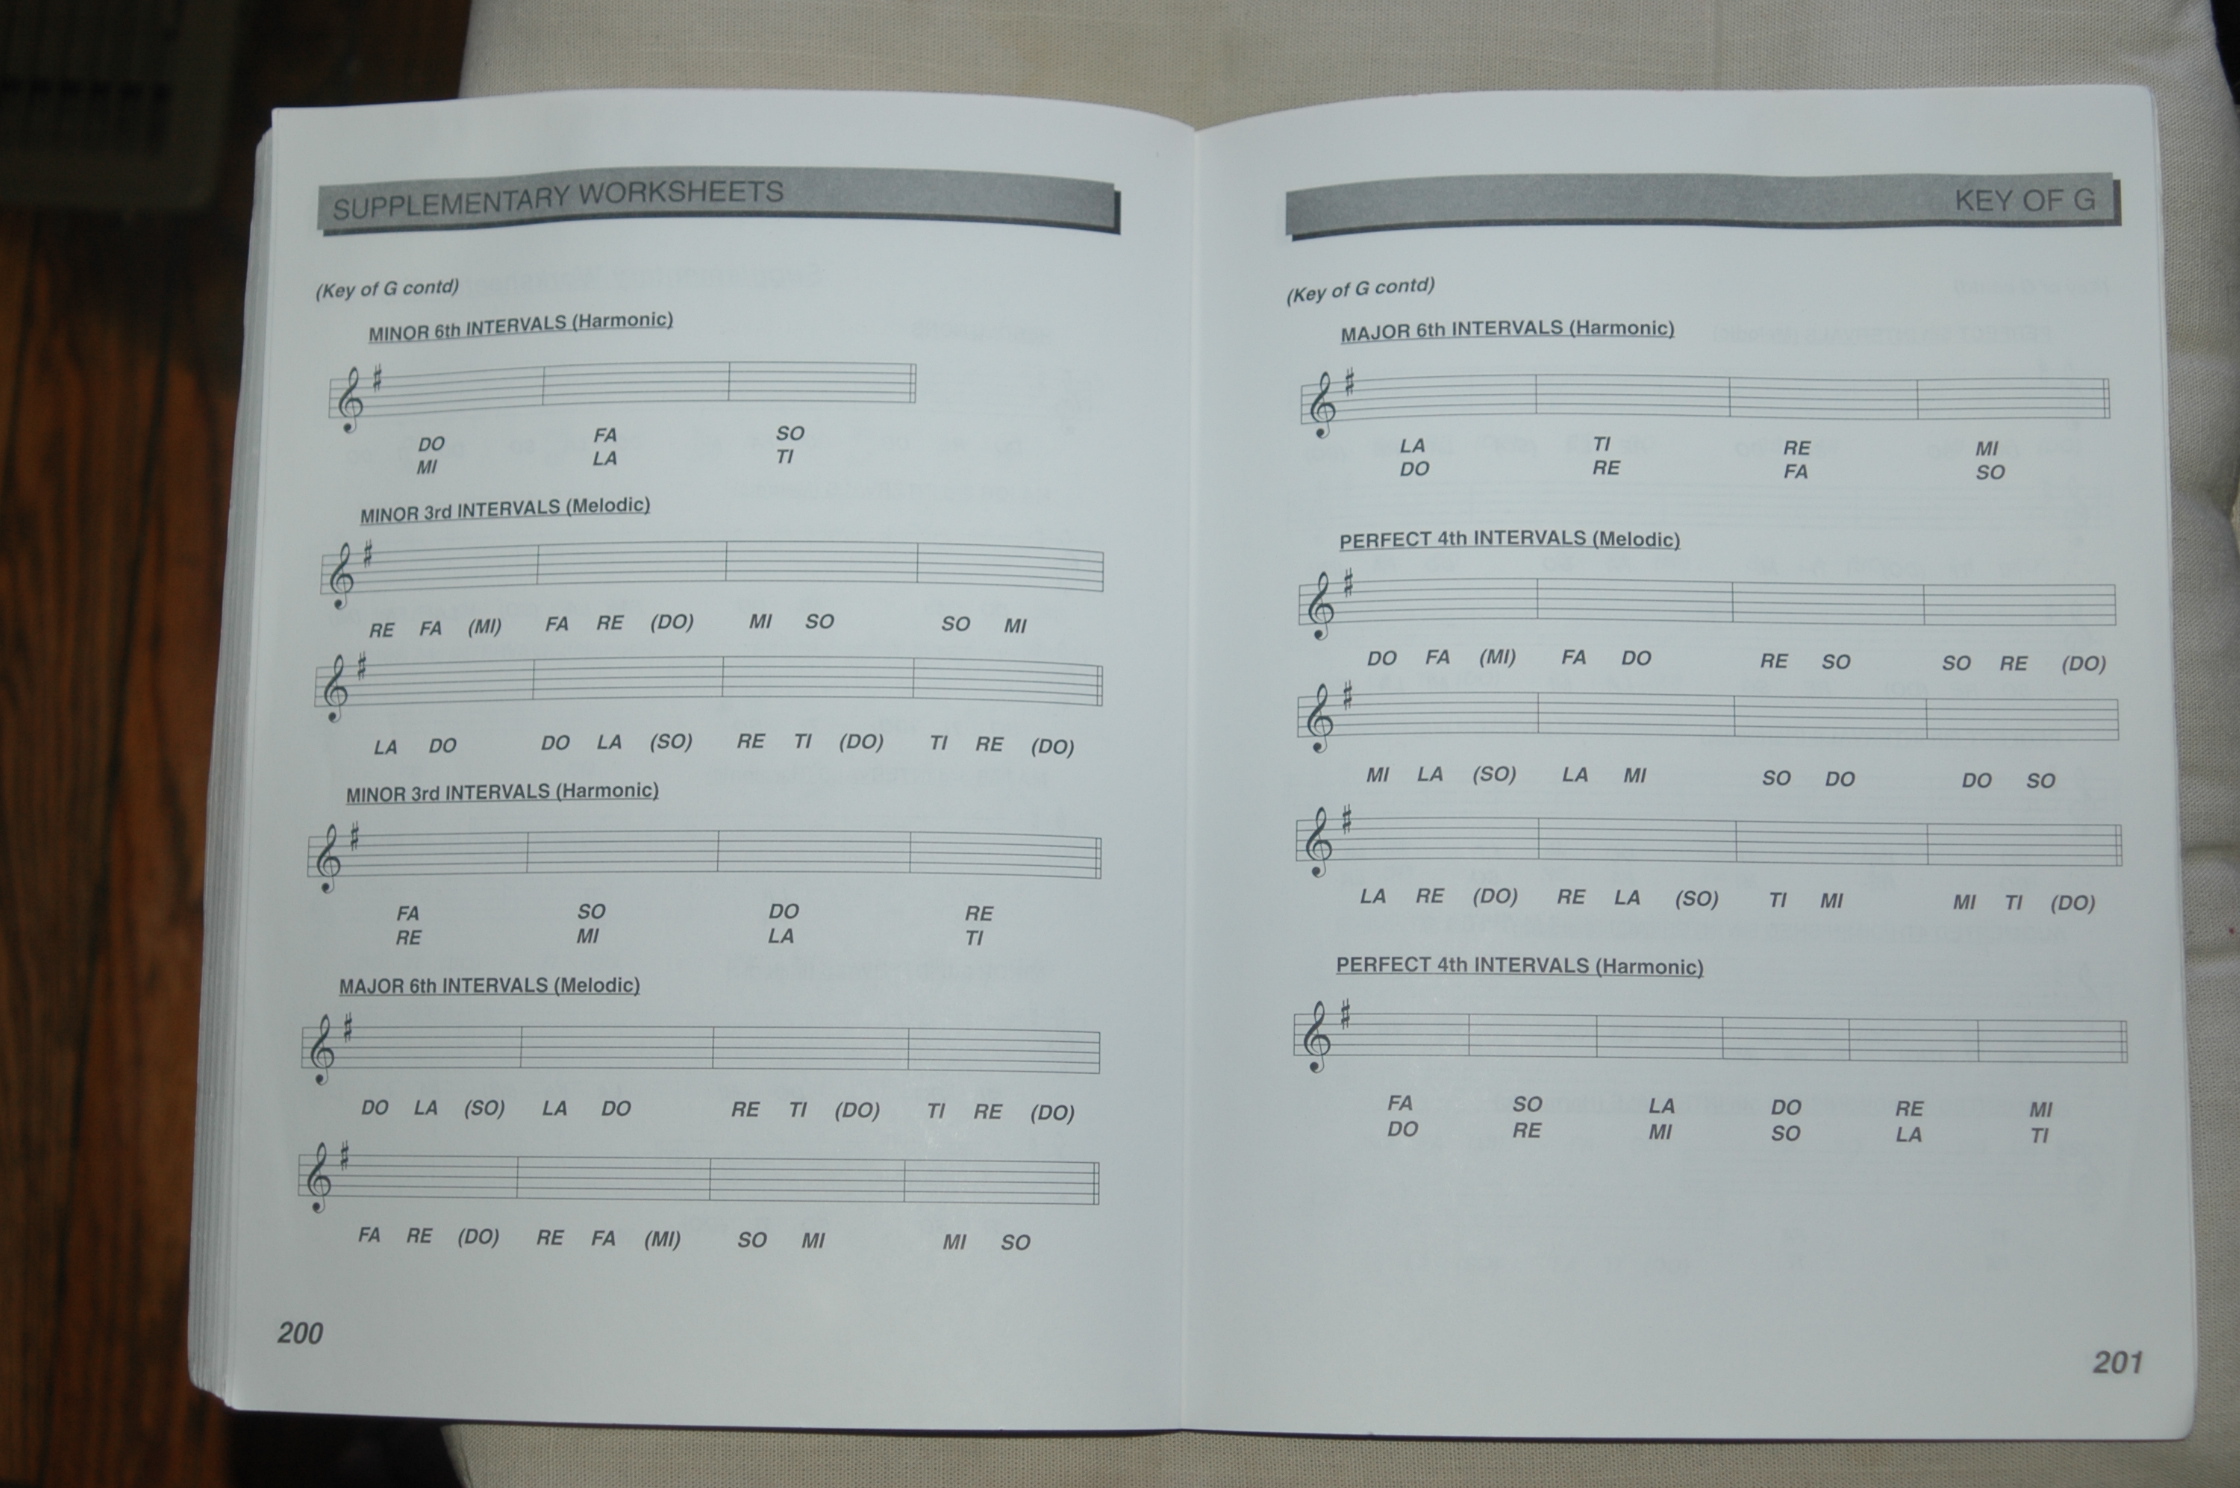 SUPPLEMENTARY WORKSHEETS
(Key of G contd)
MINOR 6th INTERVALS (Harmonic)
DO FA SO
MI LA TI
MINOR 3rd INTERVALS (Melodic)
RE FA (MI) FA RE (DO) MI SO SO MI
LA DO DO LA (SO) RE TI (DO) TI RE (DO)
MINOR 3rd INTERVALS (Harmonic)
FA SO DO RE
RE MI LA TI
MAJOR 6th INTERVALS (Melodic)
DO LA (SO) LA DO RE TI (DO) TI RE (DO)
FA RE (DO) RE FA (MI) SO MI MI SO
200
KEY OF G
(Key of G contd)
MAJOR 6th INTERVALS (Harmonic)
LA TI RE MI
DO RE FA SO
PERFECT 4th INTERVALS (Melodic)
DO FA (MI) FA DO RE SO SO RE (DO)
MI LA (SO) LA MI SO DO DO SO
LA RE (DO) RE LA (SO) TI MI MI TI (DO)
PERFECT 4th INTERVALS (Harmonic)
FA SO LA DO RE MI
DO RE MI SO LA TI
201